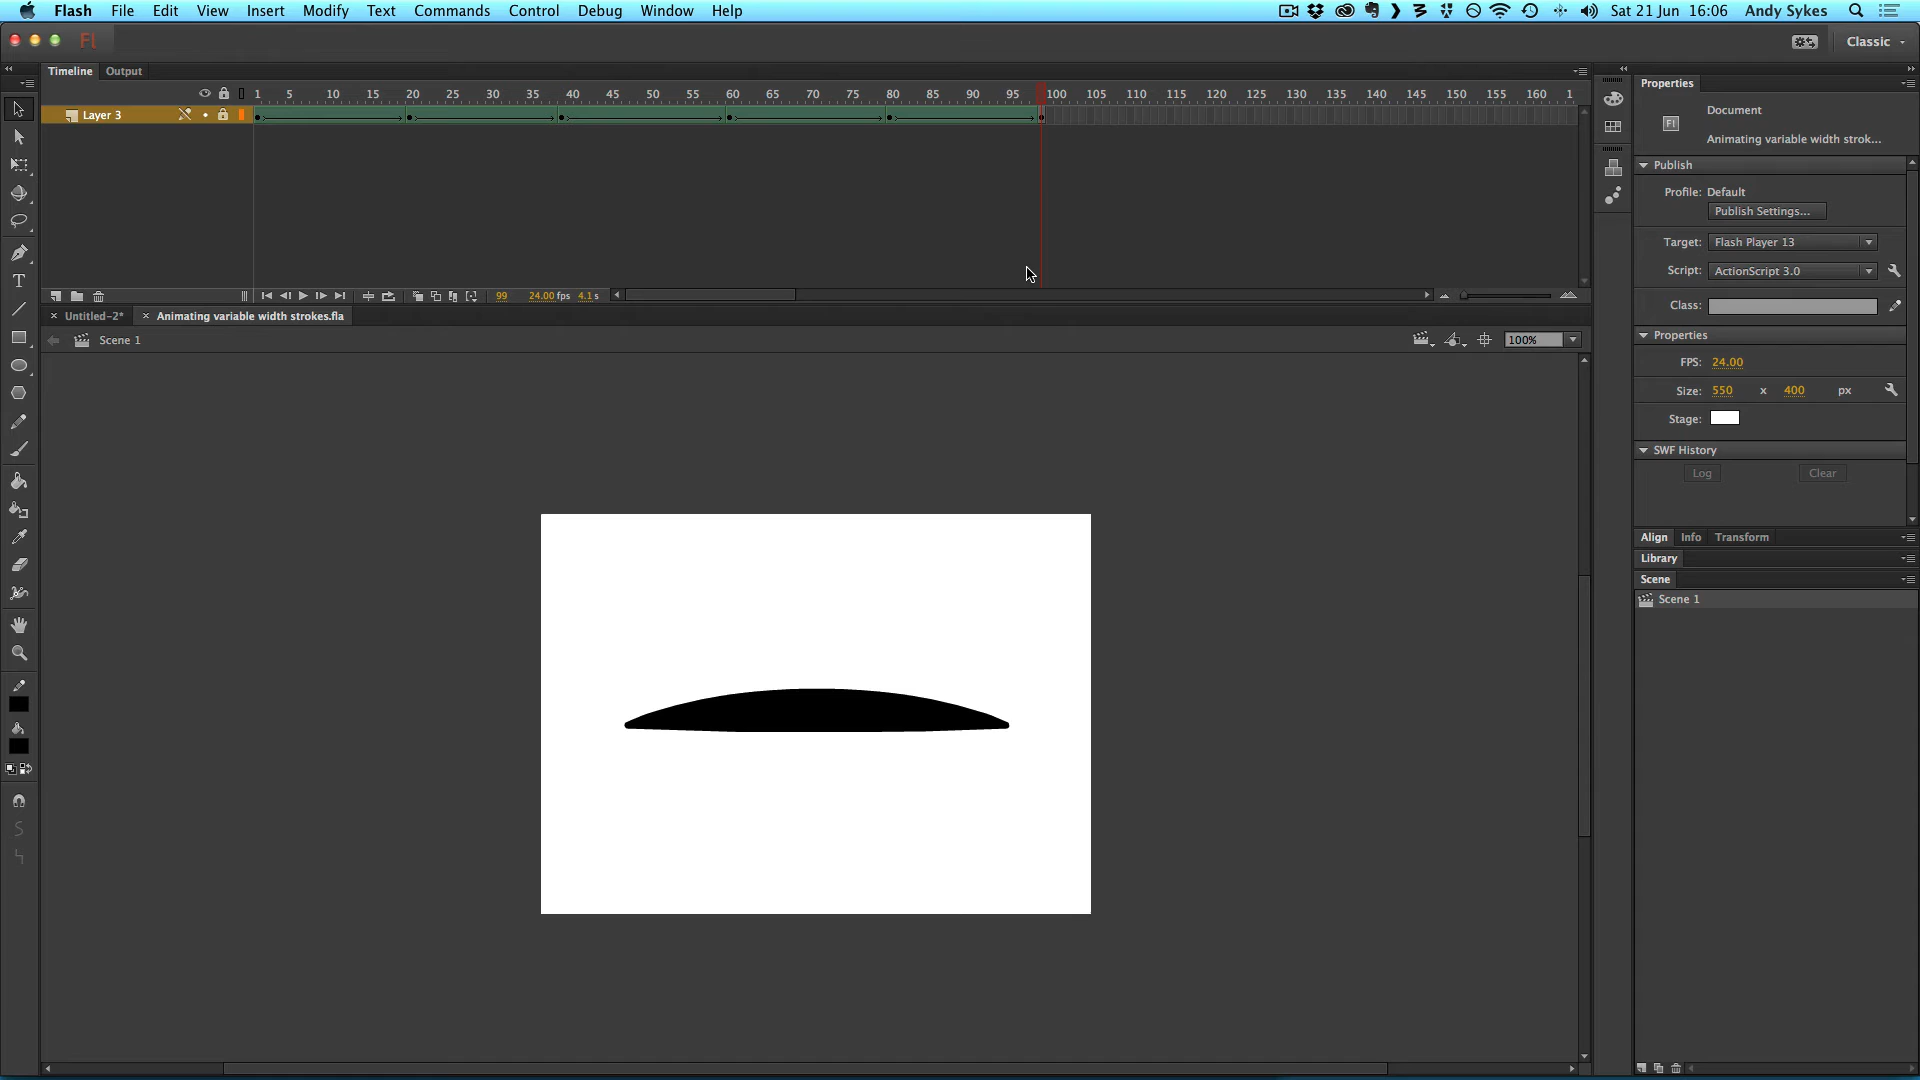 Flash File Edit View Insert Modify Text Commands Control Debug Window Help Sat 21 Jun 16:06 Andy Sykes
Fl Classic
Timeline Output
Properties
1 5 10 15 20 25 30 35 40 45 50 55 60 65 70 75 80 85 90 95 100 105 110 115 120 125 130 135 140 145 150 155 160 1
Layer 3
Document
Fl
Animating variable width strok...
Publish
Profile: Default
Publish Settings...
Target: Flash Player 13
Script: ActionScript 3.0
Class:
99 24.00 fps 4.1 s
Untitled-2* Animating variable width strokes.fla
Scene 1 100%
Properties
FPS: 24.00
Size: 550 x 400 px
Stage:
SWF History
Log Clear
Align Info Transform
Library
Scene
Scene 1